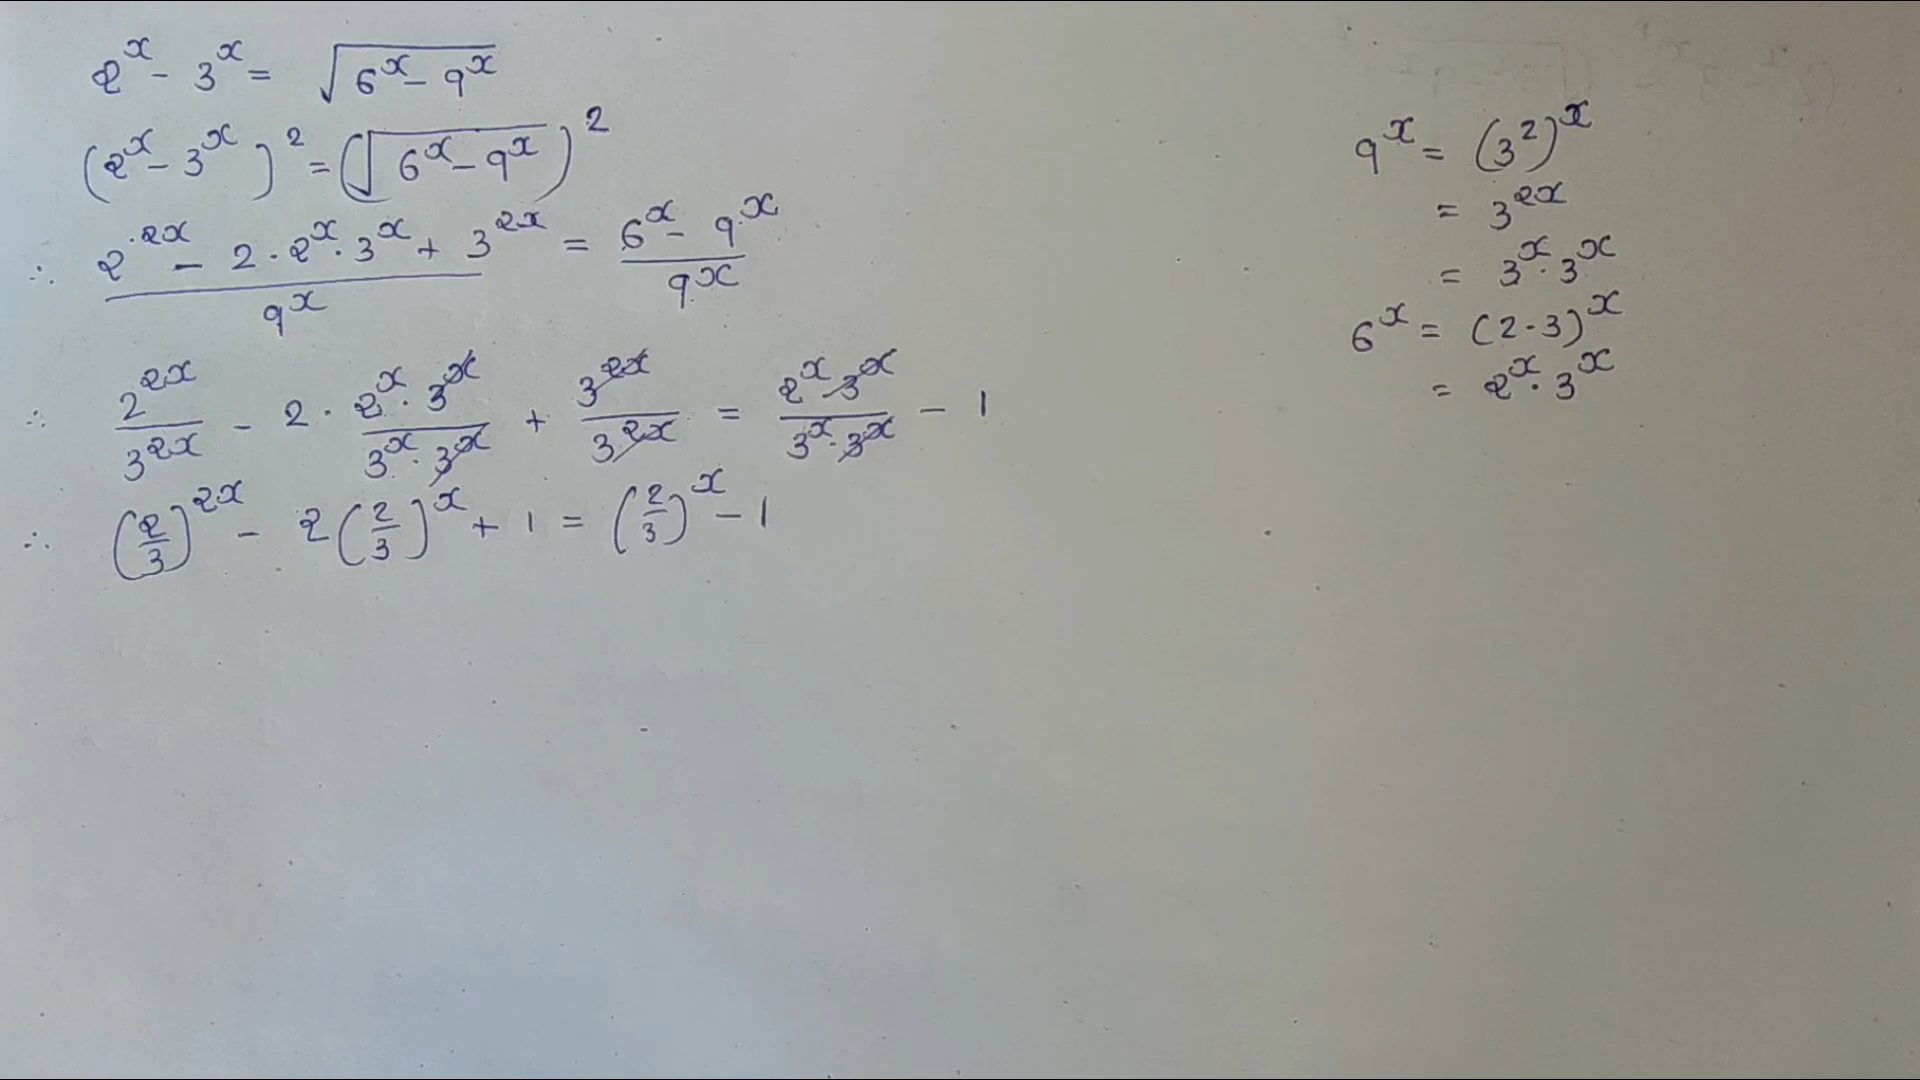 2^x - 3^x = √(6^x - 9^x)
(2^x - 3^x)^2 = (√(6^x - 9^x))^2
∴ (2^2x - 2 · 2^x · 3^x + 3^2x) / 9^x = (6^x - 9^x) / 9^x
∴ 2^2x / 3^2x - 2 · (2^x · 3^x) / (3^x · 3^x) + 3^2x / 3^2x = (2^x · 3^x) / (3^x · 3^x) - 1
∴ (2/3)^2x - 2 (2/3)^x + 1 = (2/3)^x - 1
9^x = (3^2)^x
= 3^2x
= 3^x · 3^x
6^x = (2 · 3)^x
= 2^x · 3^x